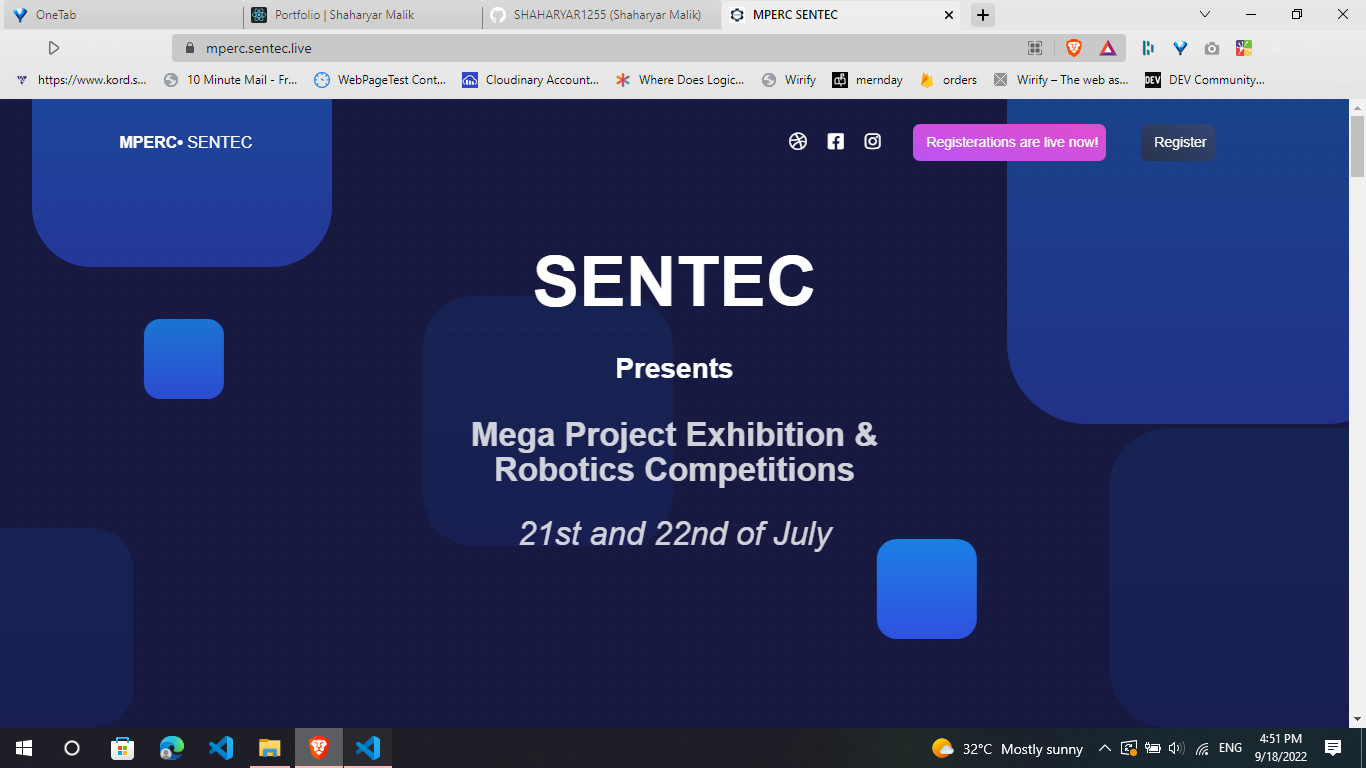 OneTab
Portfolio | Shaharyar Malik
SHAHARYAR1255 (Shaharyar Malik)
MPERC SENTEC
mperc.sentec.live
https://www.kord.s...
10 Minute Mail - Fr...
WebPageTest Cont...
Cloudinary Account...
Where Does Logic...
Wirify
mernday
orders
Wirify – The web as...
DEV
DEV Community...
MPERC• SENTEC
Registerations are live now!
Register
SENTEC
Presents
Mega Project Exhibition &
Robotics Competitions
21st and 22nd of July
32°C Mostly sunny
ENG
4:51 PM
9/18/2022